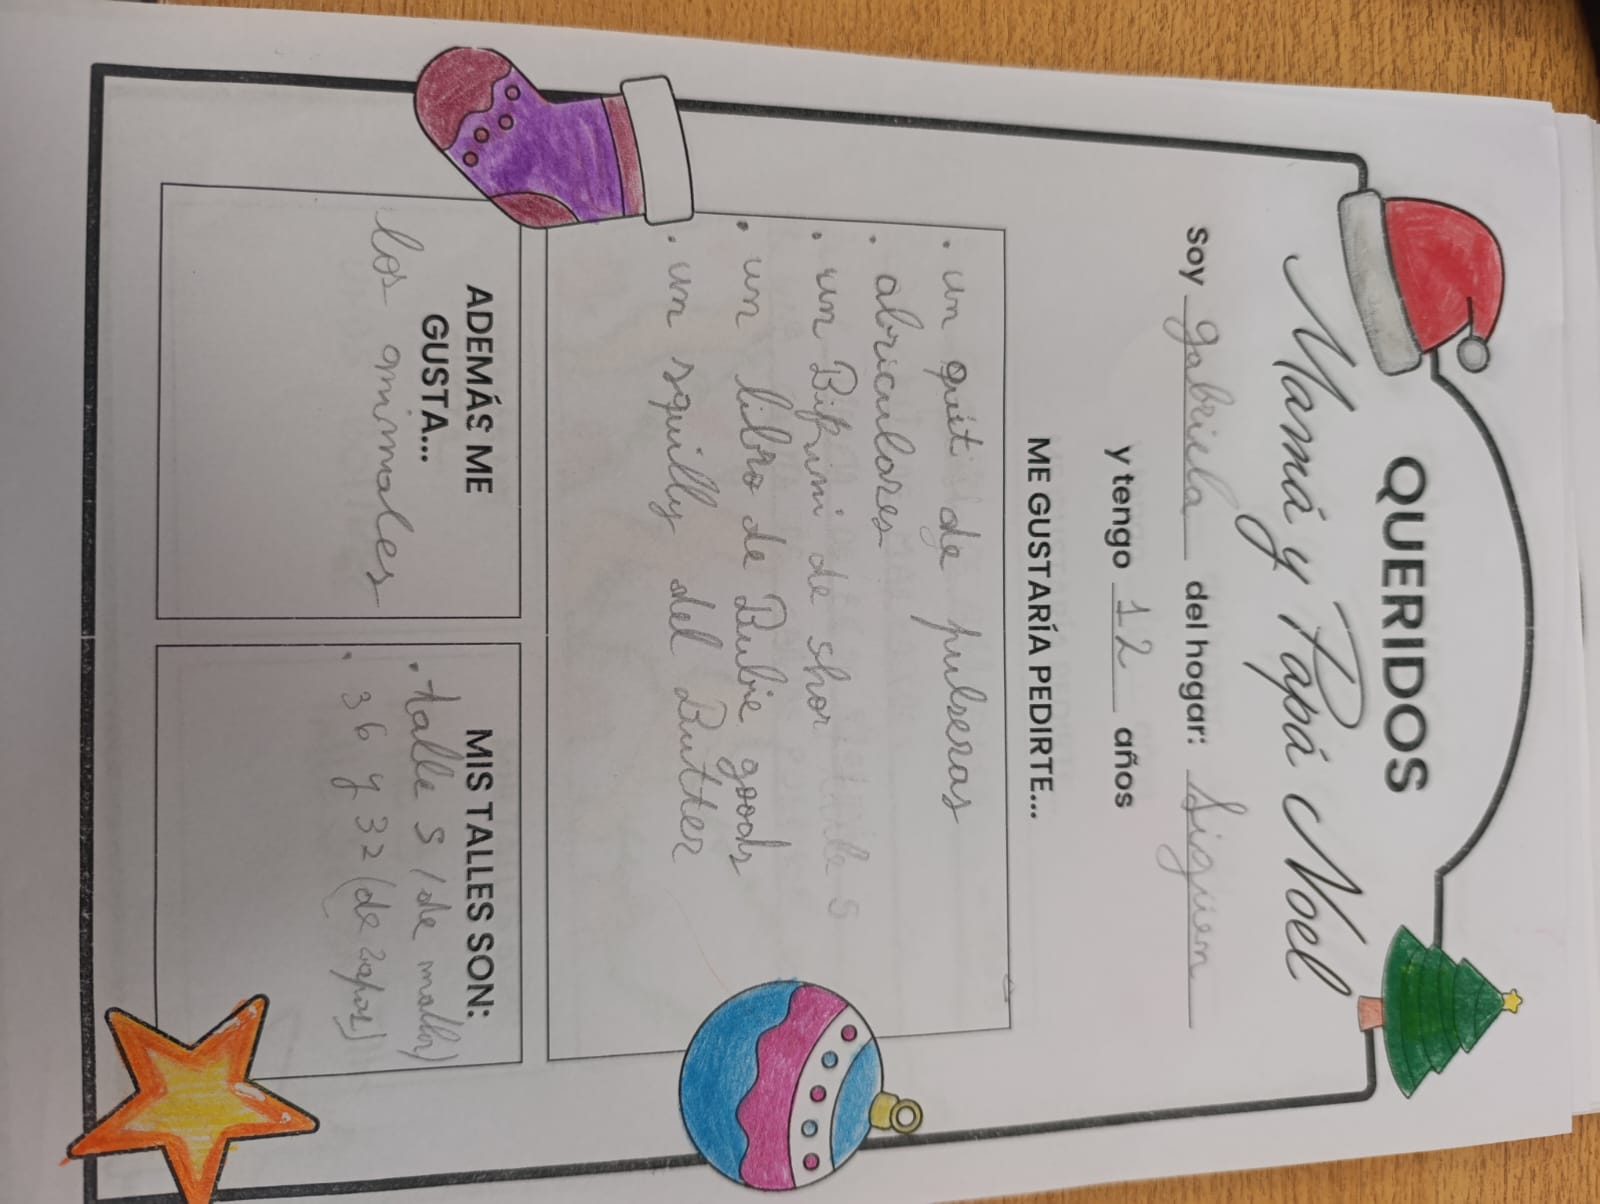 QUERIDOS
Mamá y Papá Noel
Soy gabriela del hogar: Siguen
y tengo 12 años
ME GUSTARÍA PEDIRTE...
. un quit de pulseras
. abriculares
. un Bikini de shor
. un libro de Bubie goods
. un squilly del Butter
ADEMÁS ME
GUSTA...
los animales
MIS TALLES SON:
. talle S (de malla)
. 36 y 37 (de zapas)